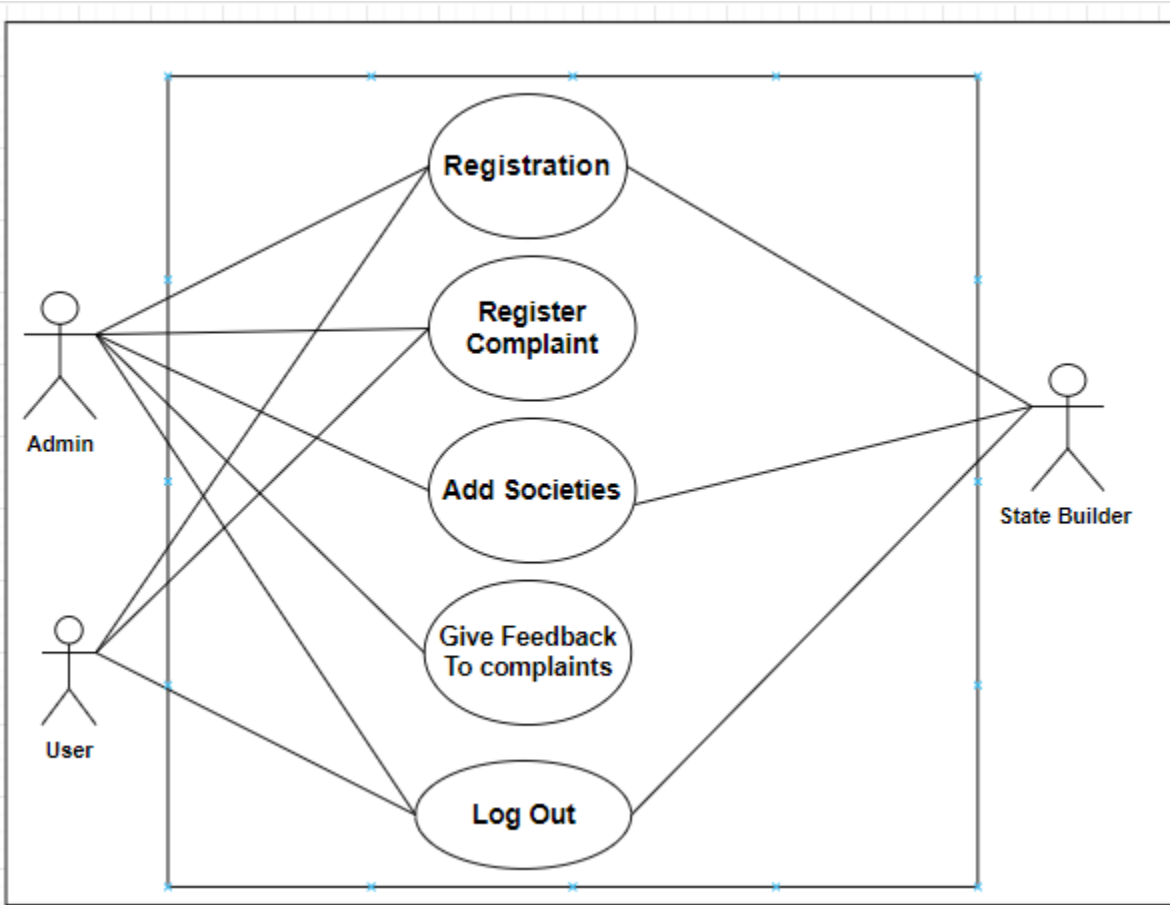 Registration
Register
Complaint
Admin
Add Societies
State Builder
Give Feedback
To complaints
User
Log Out